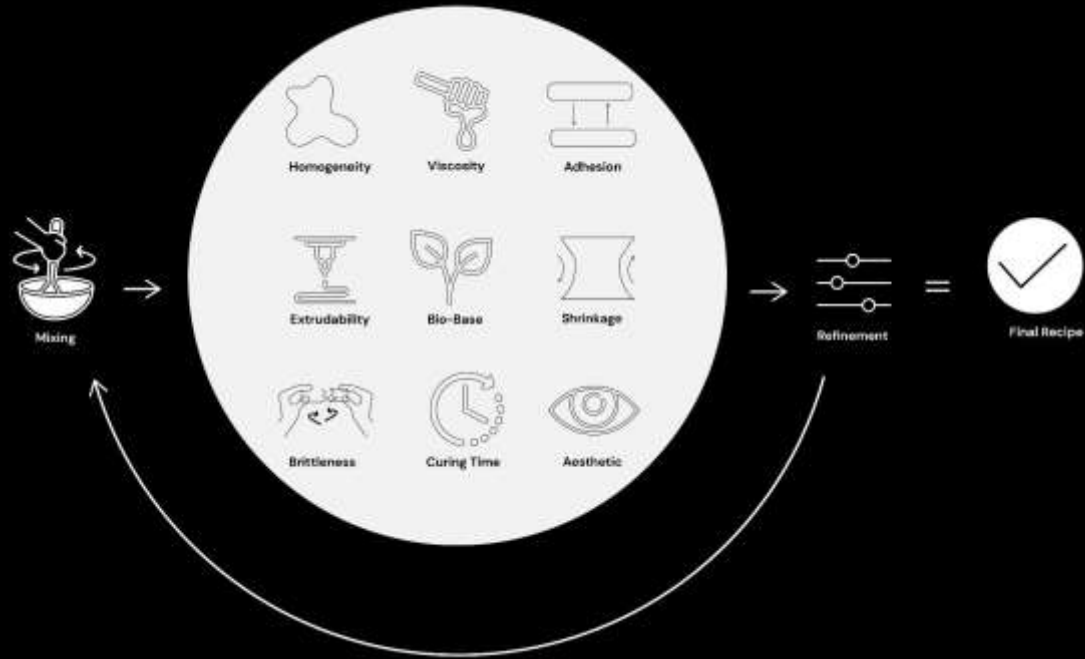 Homogeneity
Viscosity
Adhesion
Mixing
Extrudability
Bio-Base
Shrinkage
Refinement
Final Recipe
Brittleness
Curing Time
Aesthetic